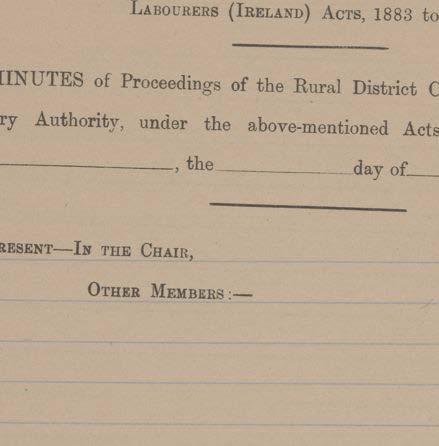 LABOURERS (IRELAND) ACTS, 1883 to
MINUTES of Proceedings of the Rural District
ry Authority, under the above-mentioned Acts
, the day of
RESENT—IN THE CHAIR,
OTHER MEMBERS:—